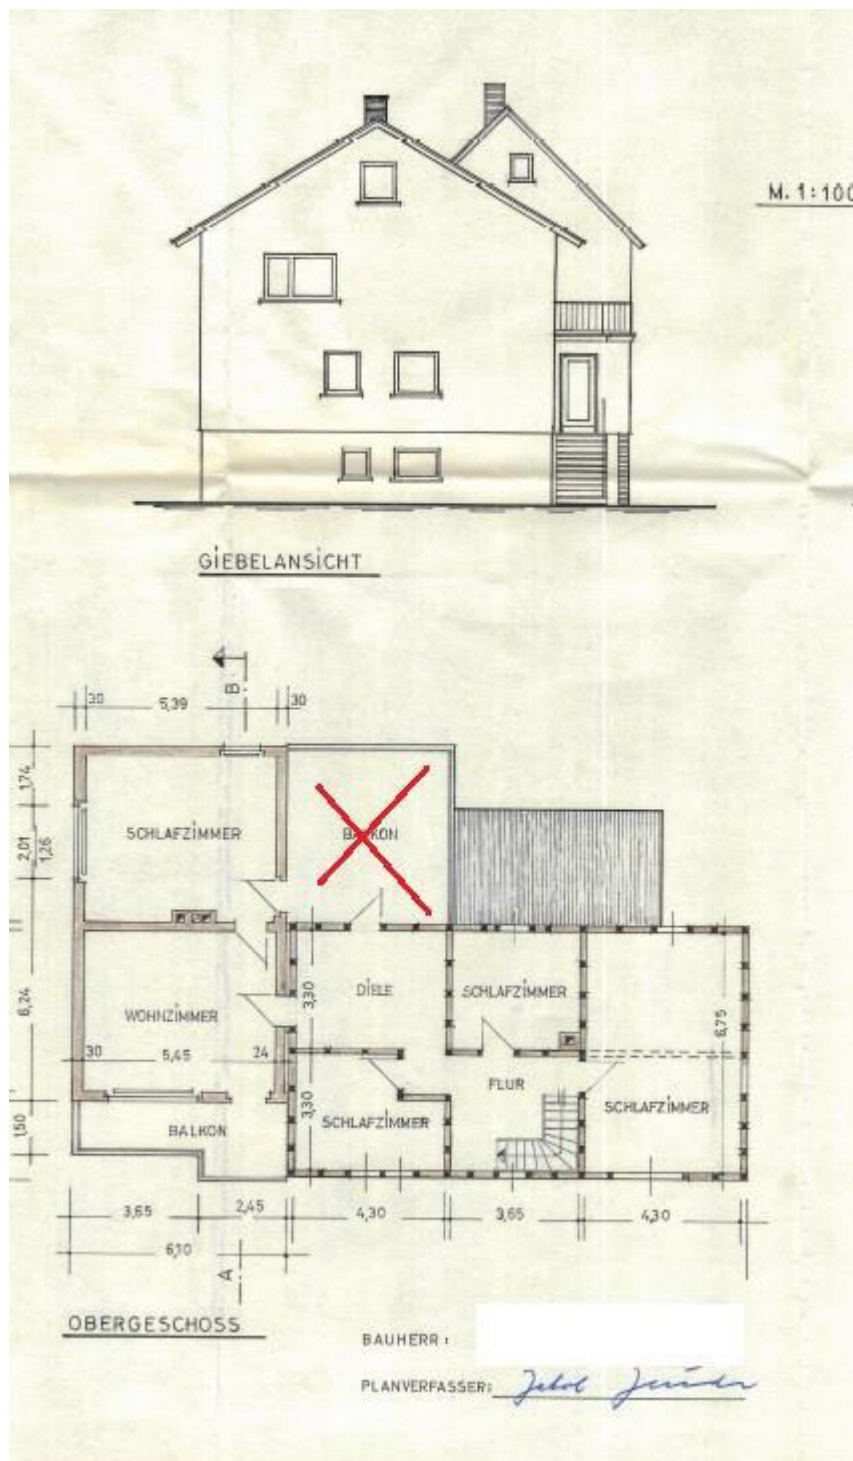 M. 1:100
GIEBELANSICHT
B
30 5,39 30
1,74
2,01
1,26
SCHLAFZIMMER
BALKON
6,24
WOHNZIMMER
30 5,45 24
DIELE
3,30
SCHLAFZIMMER
6,75
FLUR
3,30
SCHLAFZIMMER
SCHLAFZIMMER
1,50
BALKON
3,65 2,45 4,30 3,65 4,30
6,10
A
OBERGESCHOSS
BAUHERR:
PLANVERFASSER: